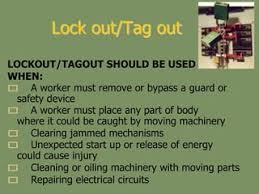 Lock out/Tag out
LOCKOUT/TAGOUT SHOULD BE USED
WHEN:
□ A worker must remove or bypass a guard or
safety device
□ A worker must place any part of body
where it could be caught by moving machinery
□ Clearing jammed mechanisms
□ Unexpected start up or release of energy
could cause injury
□ Cleaning or oiling machinery with moving parts
□ Repairing electrical circuits